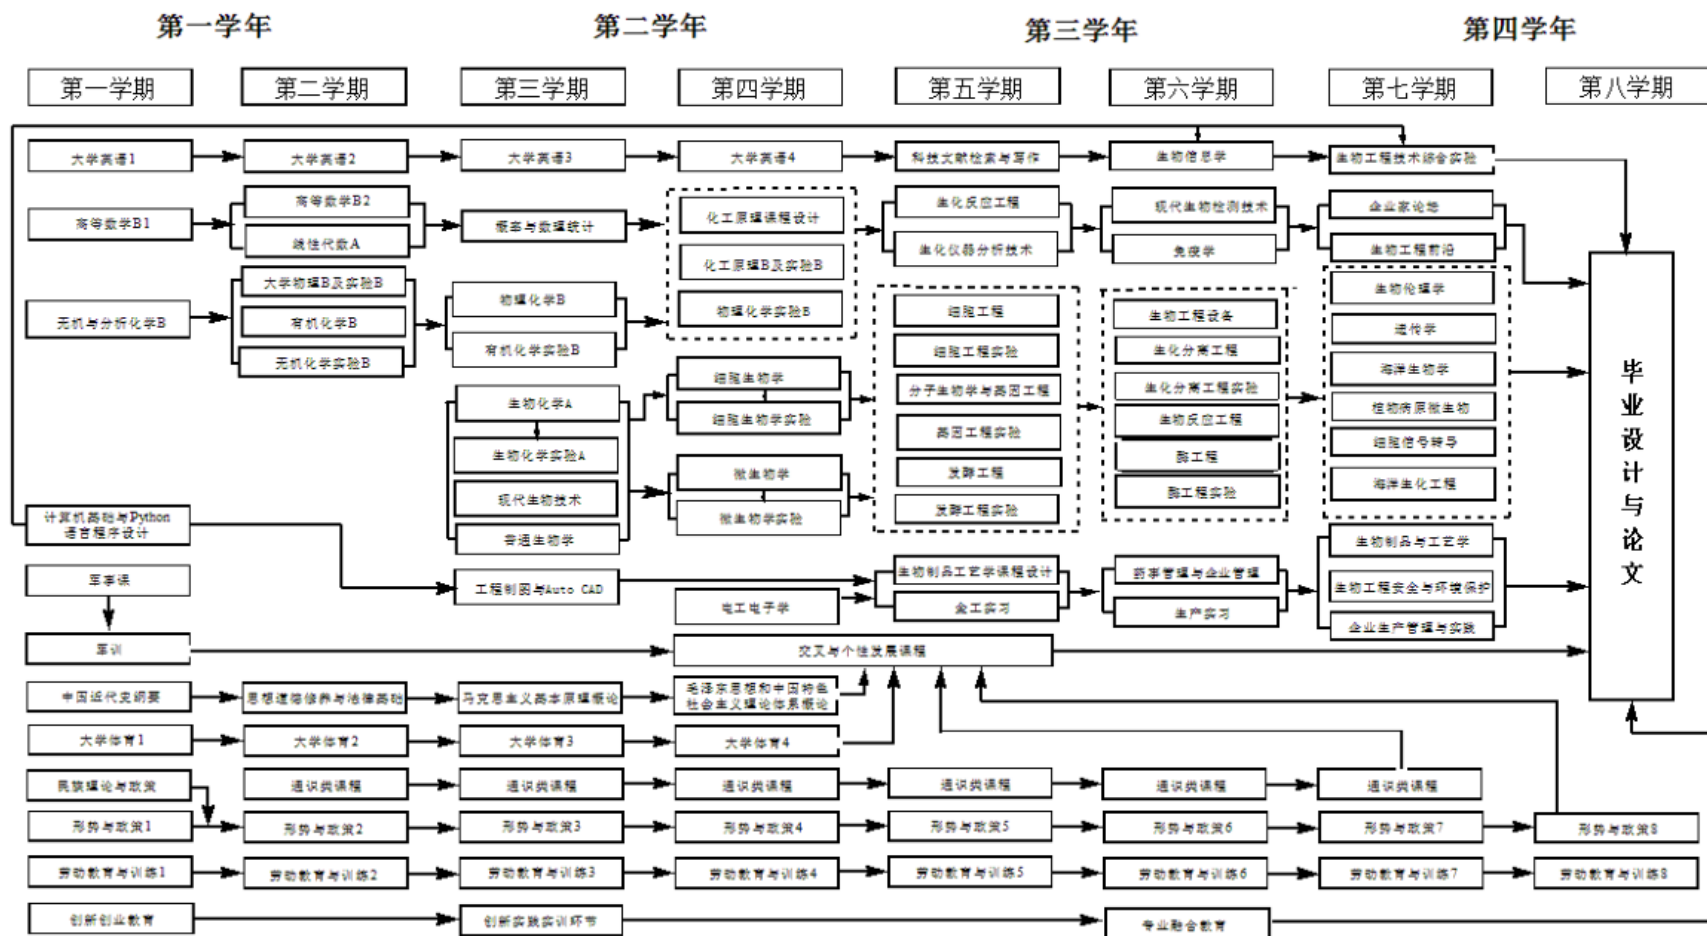 第一学年
第二学年
第三学年
第四学年
第一学期
第二学期
第三学期
第四学期
第五学期
第六学期
第七学期
第八学期
大学英语1
大学英语2
大学英语3
大学英语4
科技文献检索与写作
生物信息学
生物工程技术综合实验
高等数学B1
高等数学B2
线性代数A
概率与数理统计
化工原理课程设计
化工原理B及实验B
物理化学实验B
生化反应工程
生化仪器分析技术
现代生物检测技术
免疫学
企业家论坛
生物工程前沿
无机与分析化学B
大学物理B及实验B
有机化学B
无机化学实验B
物理化学B
有机化学实验B
细胞工程
细胞工程实验
分子生物学与基因工程
基因工程实验
发酵工程
发酵工程实验
生物工程设备
生化分离工程
生化分离工程实验
生物反应工程
酶工程
酶工程实验
生物伦理学
遗传学
海洋生物学
植物病原微生物
细胞信号转导
海洋生化工程
生物化学A
生物化学实验A
现代生物技术
普通生物学
细胞生物学
细胞生物学实验
微生物学
微生物学实验
计算机基础与Python
语言程序设计
工程制图与Auto CAD
电工电子学
生物制品工艺学课程设计
金工实习
药事管理与企业管理
生产实习
生物制品与工艺学
生物工程安全与环境保护
企业生产管理与实践
毕业设计与论文
军事课
军训
交叉与个性发展课程
中国近代史纲要
思想道德修养与法律基础
马克思主义基本原理概论
毛泽东思想和中国特色
社会主义理论体系概论
大学体育1
大学体育2
大学体育3
大学体育4
民族理论与政策
通识类课程
通识类课程
通识类课程
通识类课程
通识类课程
通识类课程
形势与政策1
形势与政策2
形势与政策3
形势与政策4
形势与政策5
形势与政策6
形势与政策7
形势与政策8
劳动教育与训练1
劳动教育与训练2
劳动教育与训练3
劳动教育与训练4
劳动教育与训练5
劳动教育与训练6
劳动教育与训练7
劳动教育与训练8
创新创业教育
创新实践实训环节
专业融合教育